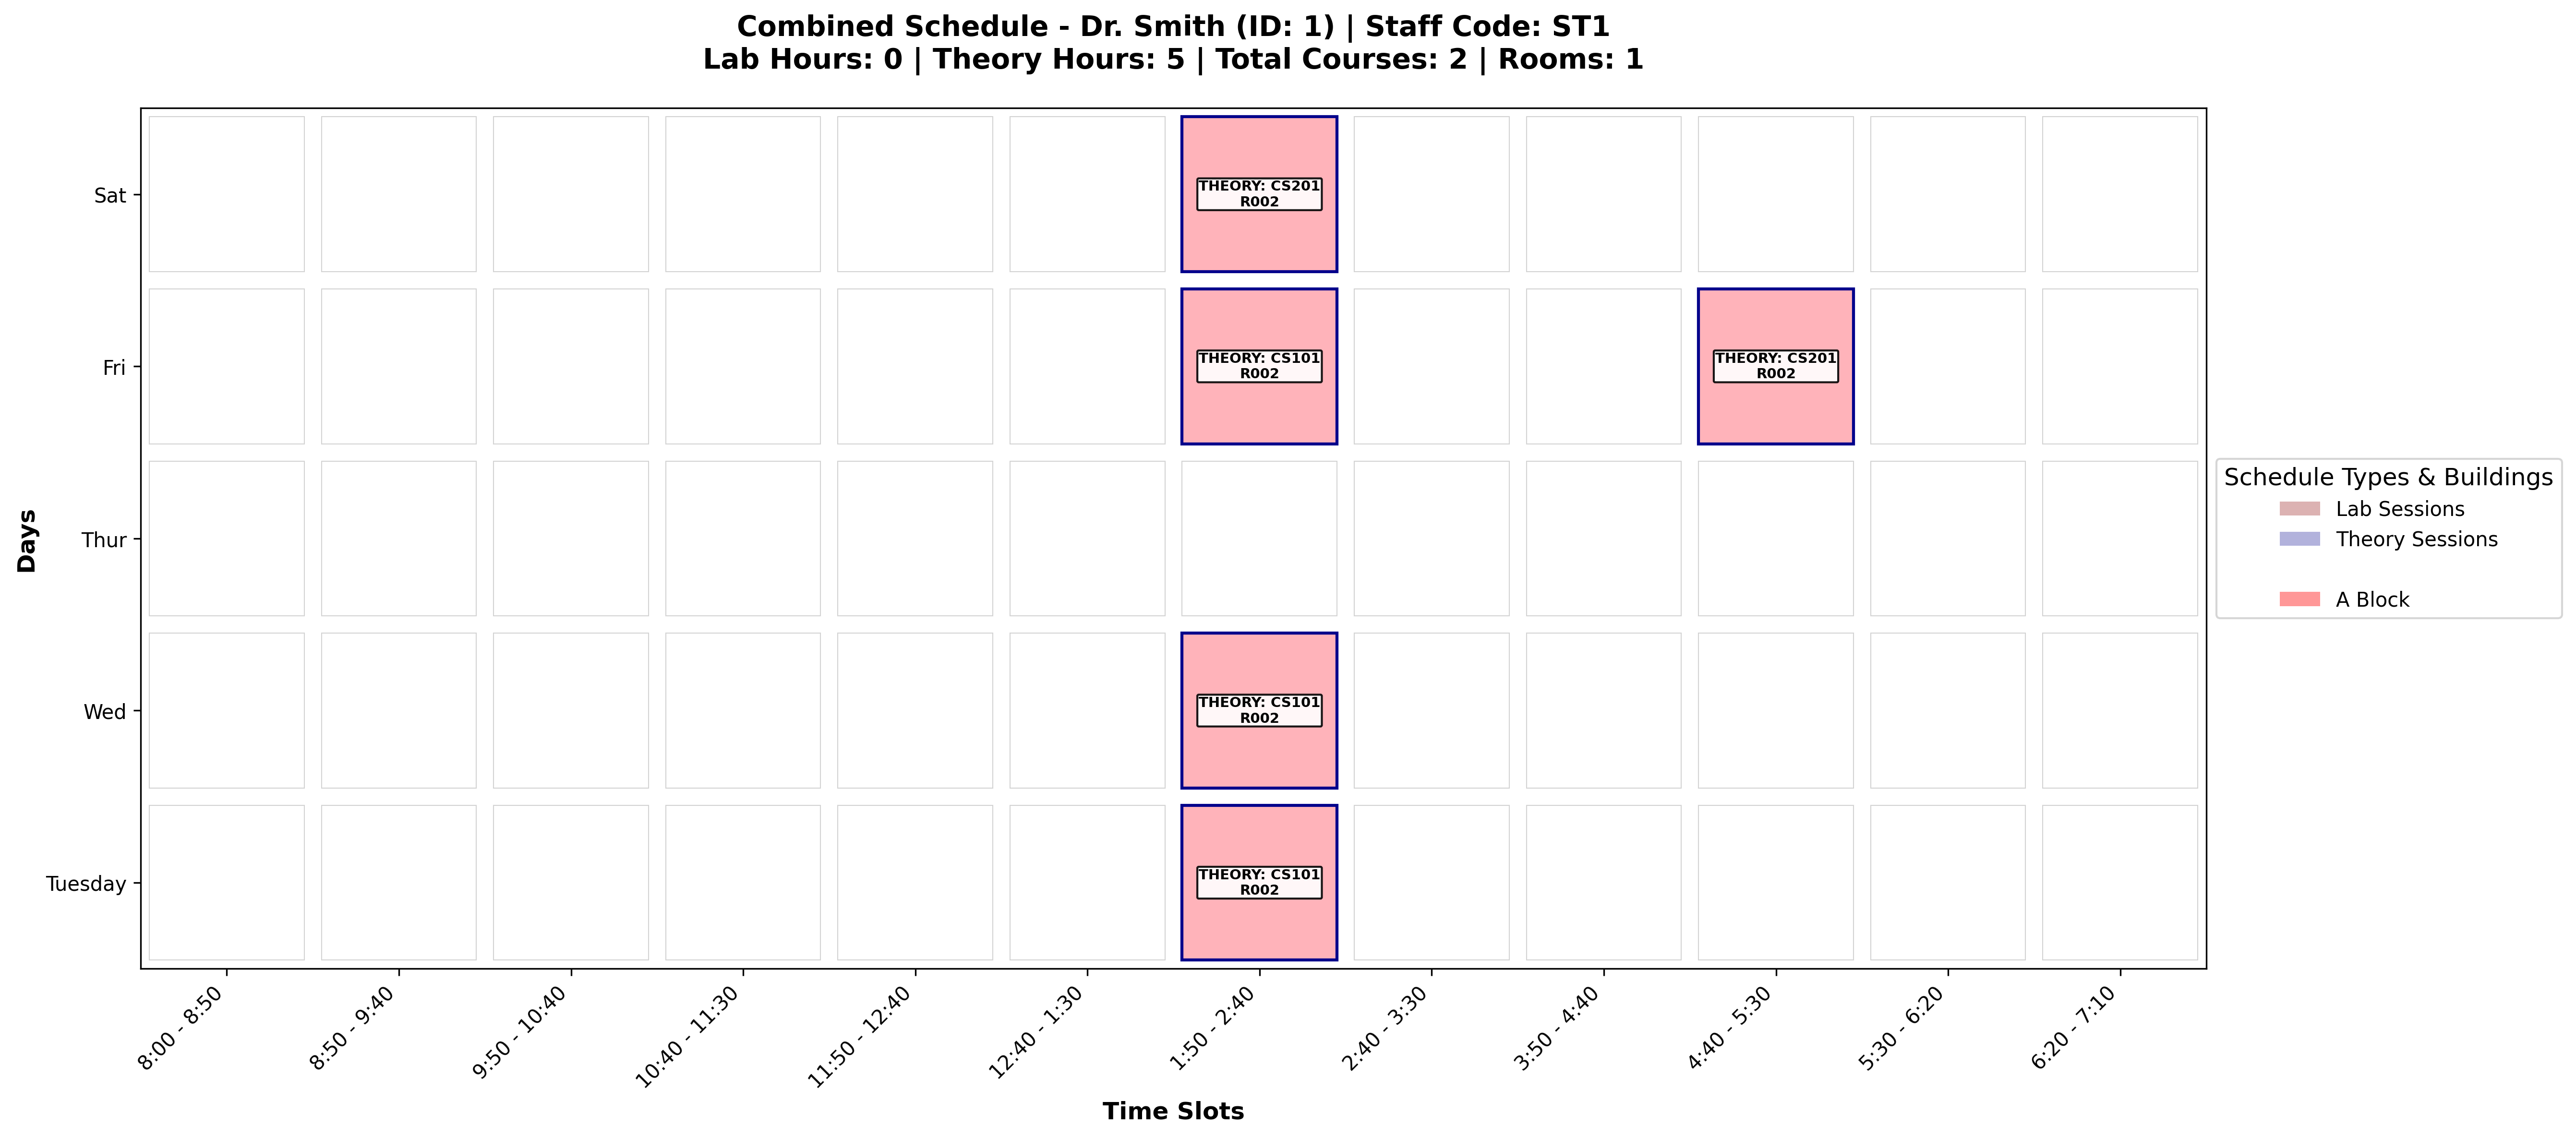 Combined Schedule - Dr. Smith (ID: 1) | Staff Code: ST1
Lab Hours: 0 | Theory Hours: 5 | Total Courses: 2 | Rooms: 1
Days
Sat
THEORY: CS201
R002
Fri
THEORY: CS101
R002
THEORY: CS201
R002
Thur
Wed
THEORY: CS101
R002
Tuesday
THEORY: CS101
R002
8:00 - 8:50
8:50 - 9:40
9:50 - 10:40
10:40 - 11:30
11:50 - 12:40
12:40 - 1:30
1:50 - 2:40
2:40 - 3:30
3:50 - 4:40
4:40 - 5:30
5:30 - 6:20
6:20 - 7:10
Time Slots
Schedule Types & Buildings
Lab Sessions
Theory Sessions
A Block